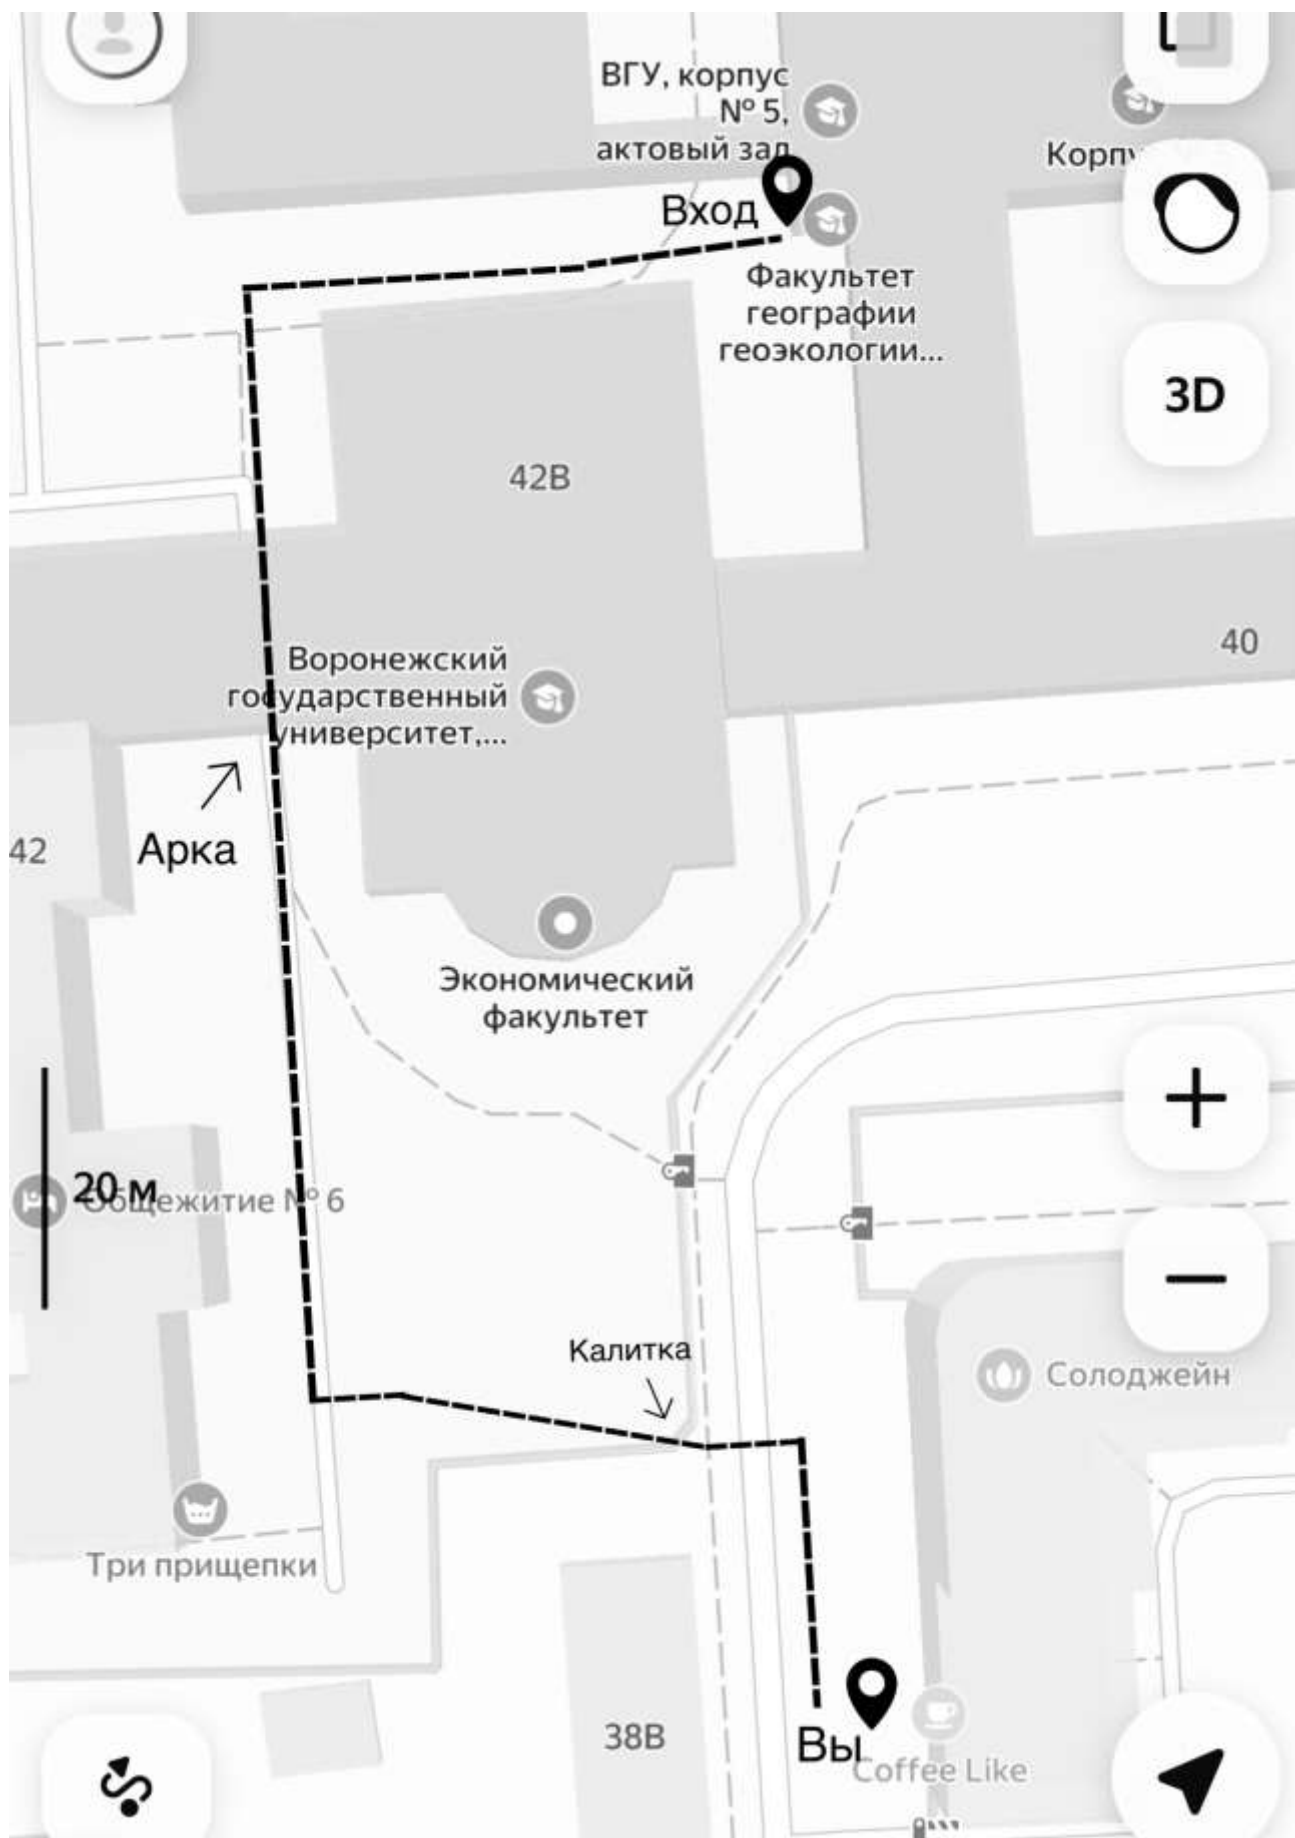 ВГУ, корпус
№ 5,
актовый зал
Вход
Факультет
географии
геоэкологии...
3D
42В
40
Воронежский
государственный
университет,...
Арка
42
Экономический
факультет
20 м
Общежитие № 6
Калитка
Солоджейн
Три прищепки
38В
Вы
Coffee Like